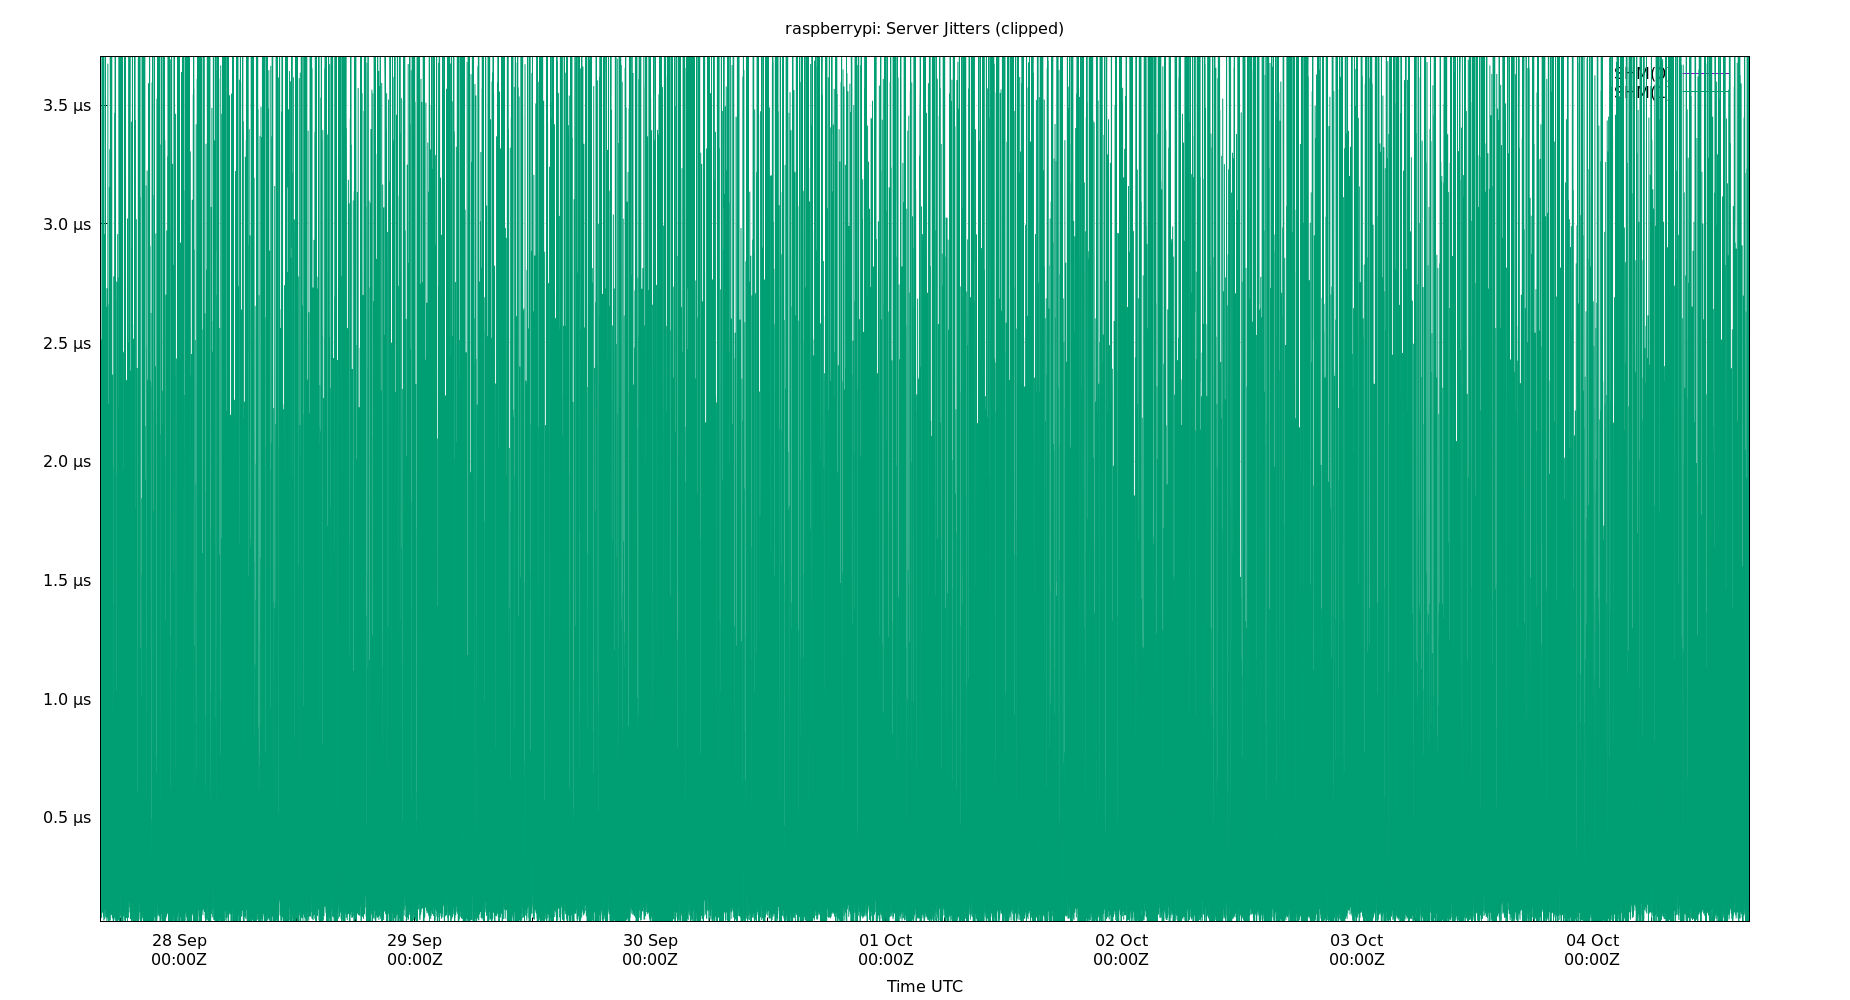 raspberrypi: Server Jitters (clipped)
3.5 µs
3.0 µs
2.5 µs
2.0 µs
1.5 µs
1.0 µs
0.5 µs
28 Sep
00:00Z
29 Sep
00:00Z
30 Sep
00:00Z
01 Oct
00:00Z
02 Oct
00:00Z
03 Oct
00:00Z
04 Oct
00:00Z
Time UTC